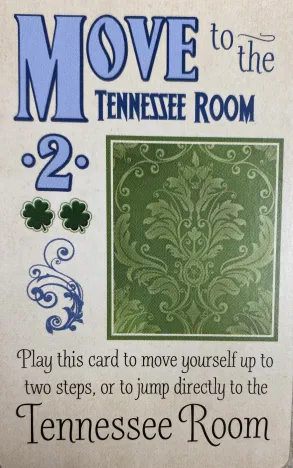 MOVE to the
TENNESSEE ROOM
·2·
Play this card to move yourself up to
two steps, or to jump directly to the
Tennessee Room